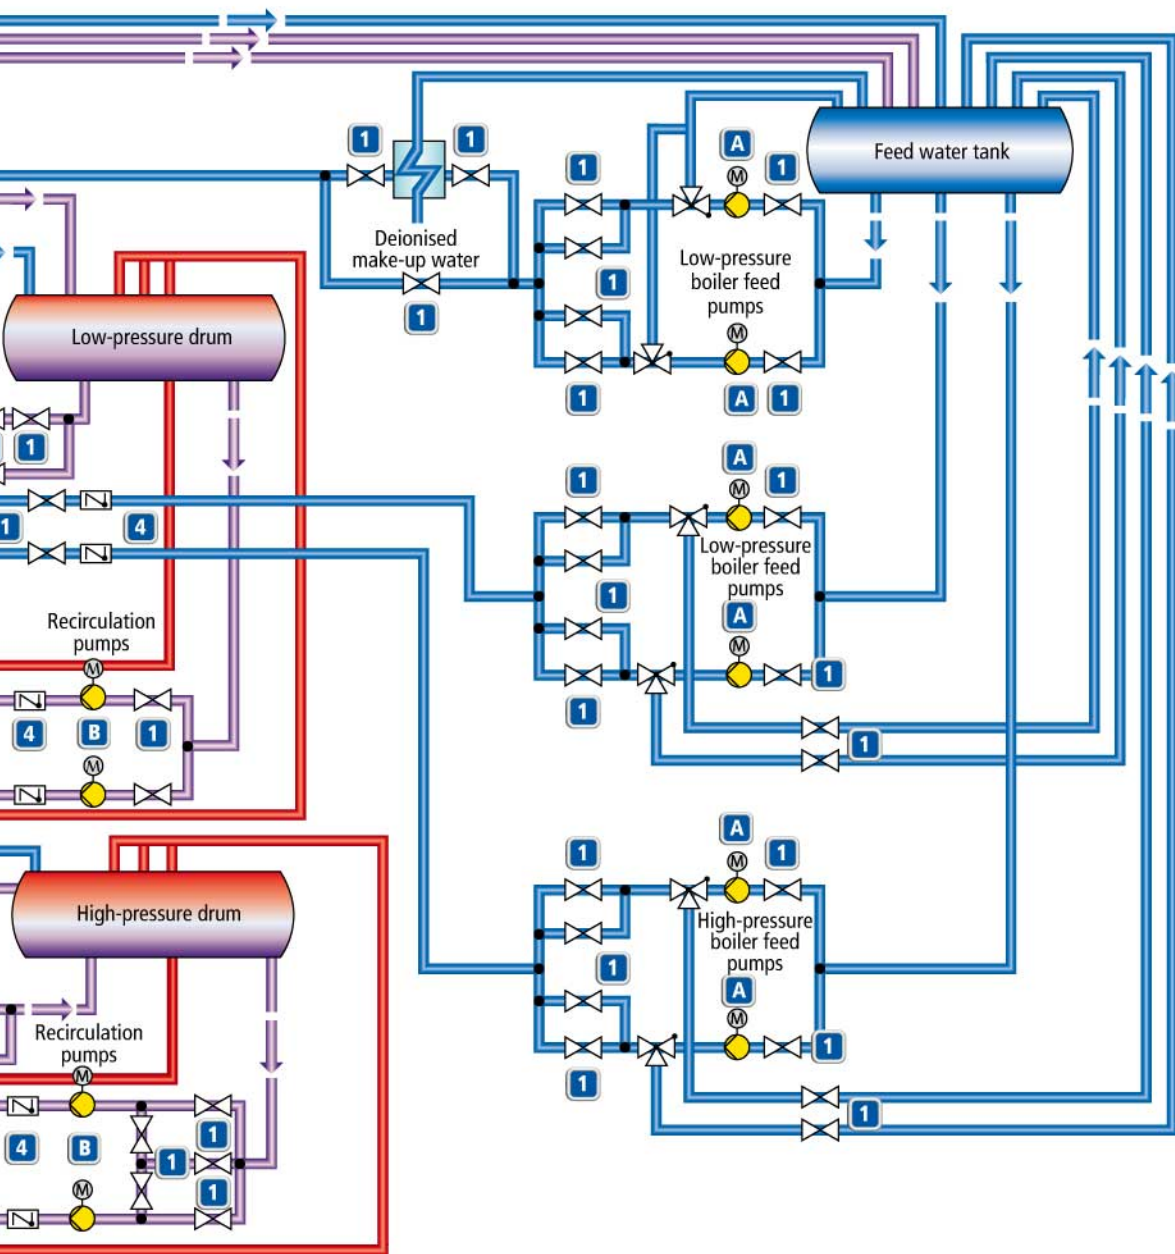 1
1
A
1
1
Feed water tank
M
Deionised
make-up water
Low-pressure
boiler feed
pumps
1
1
M
1
A
1
Low-pressure drum
1
1
A
M
1
1
4
Low-pressure
boiler feed
pumps
1
A
M
1
1
Recirculation
pumps
M
4
B
1
M
1
A
1
1
M
High-pressure drum
High-pressure
boiler feed
pumps
1
A
M
1
1
1
Recirculation
pumps
M
4
B
1
1
1
M
1